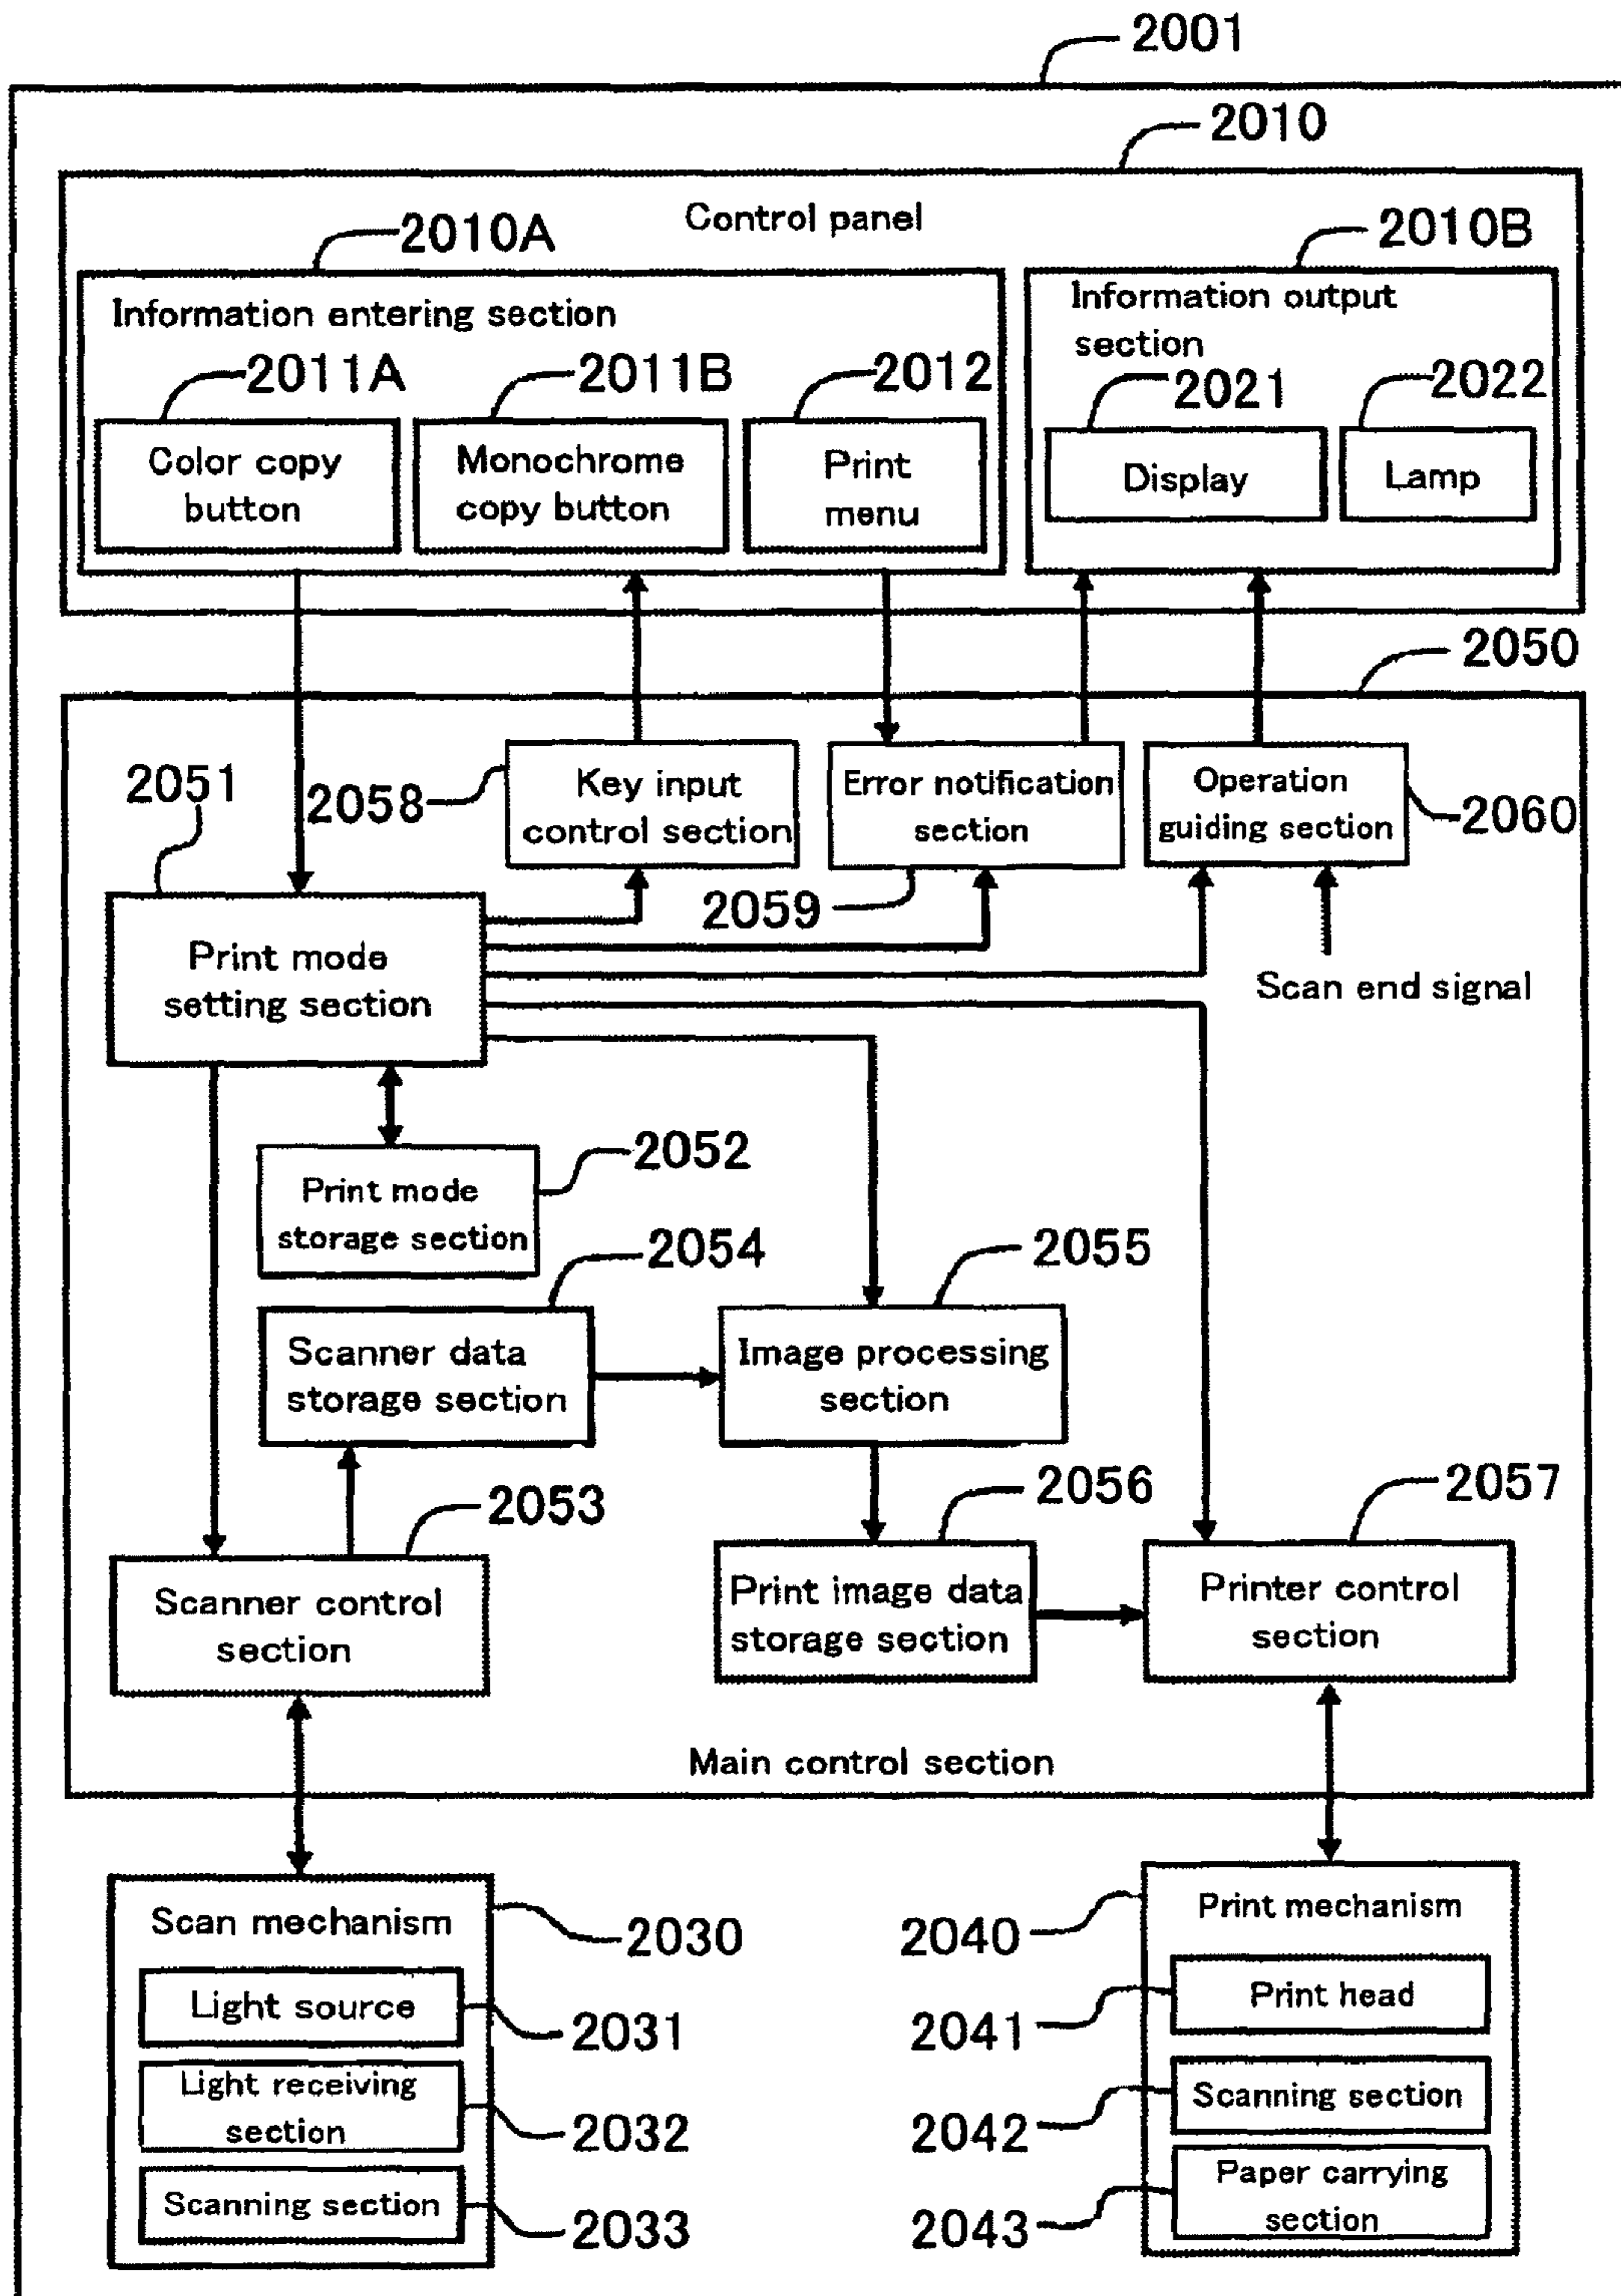 2001
2010
Control panel
2010A
2010B
Information entering section
Information output
section
2011A
2011B
2012
2021
2022
Color copy
button
Monochrome
copy button
Print
menu
Display
Lamp
2050
2051
2058
Key input
control section
Error notification
section
Operation
guiding section
2060
2059
Print mode
setting section
Scan end signal
2052
Print mode
storage section
2054
2055
Scanner data
storage section
Image processing
section
2053
2056
2057
Scanner control
section
Print image data
storage section
Printer control
section
Main control section
Scan mechanism
2030
Light source
2031
Light receiving
section
2032
Scanning section
2033
2040
Print mechanism
Print head
2041
Scanning section
2042
Paper carrying
section
2043